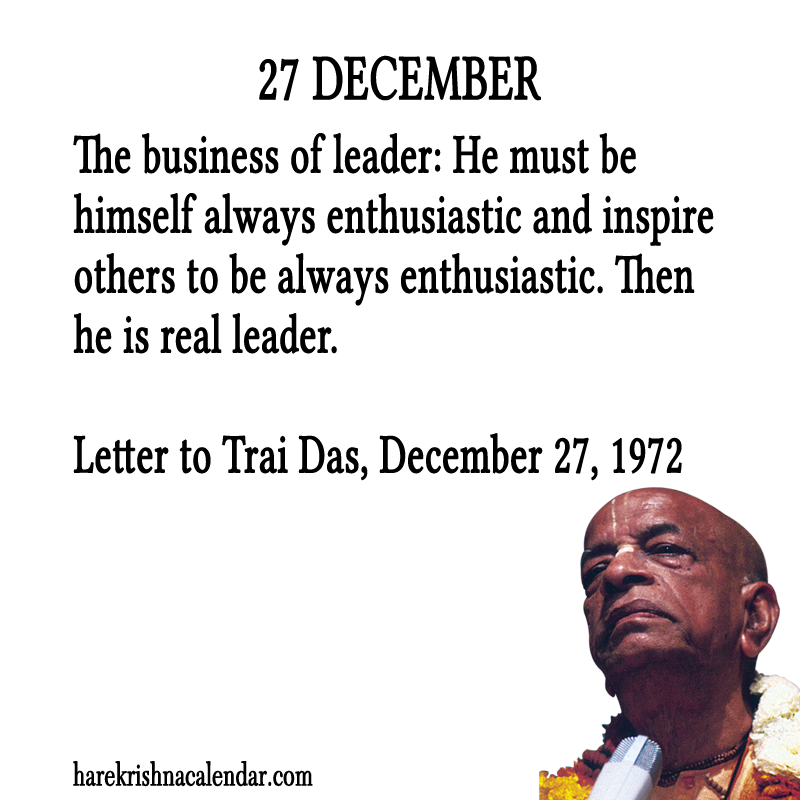 27 DECEMBER
The business of leader: He must be
himself always enthusiastic and inspire
others to be always enthusiastic. Then
he is real leader.
Letter to Trai Das, December 27, 1972
harekrishnacalendar.com